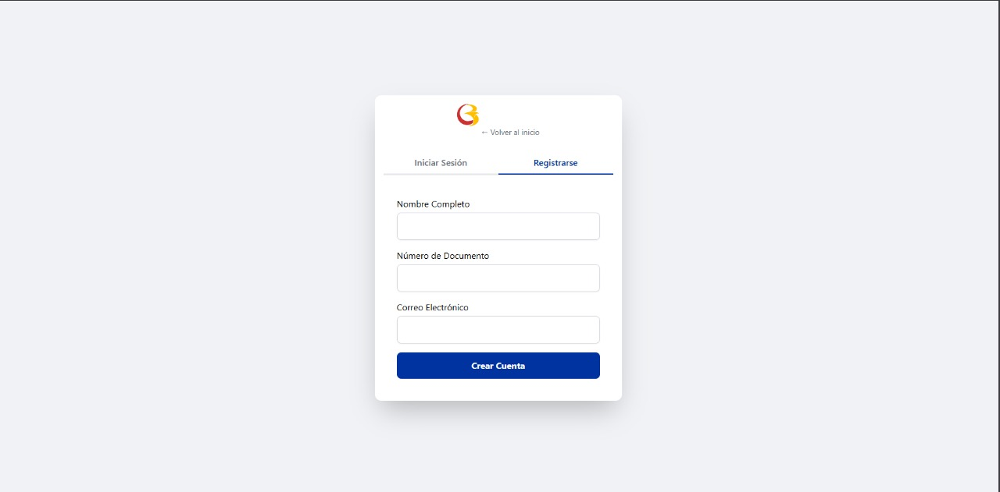 ← Volver al inicio
Iniciar Sesión Registrarse
Nombre Completo
Número de Documento
Correo Electrónico
Crear Cuenta